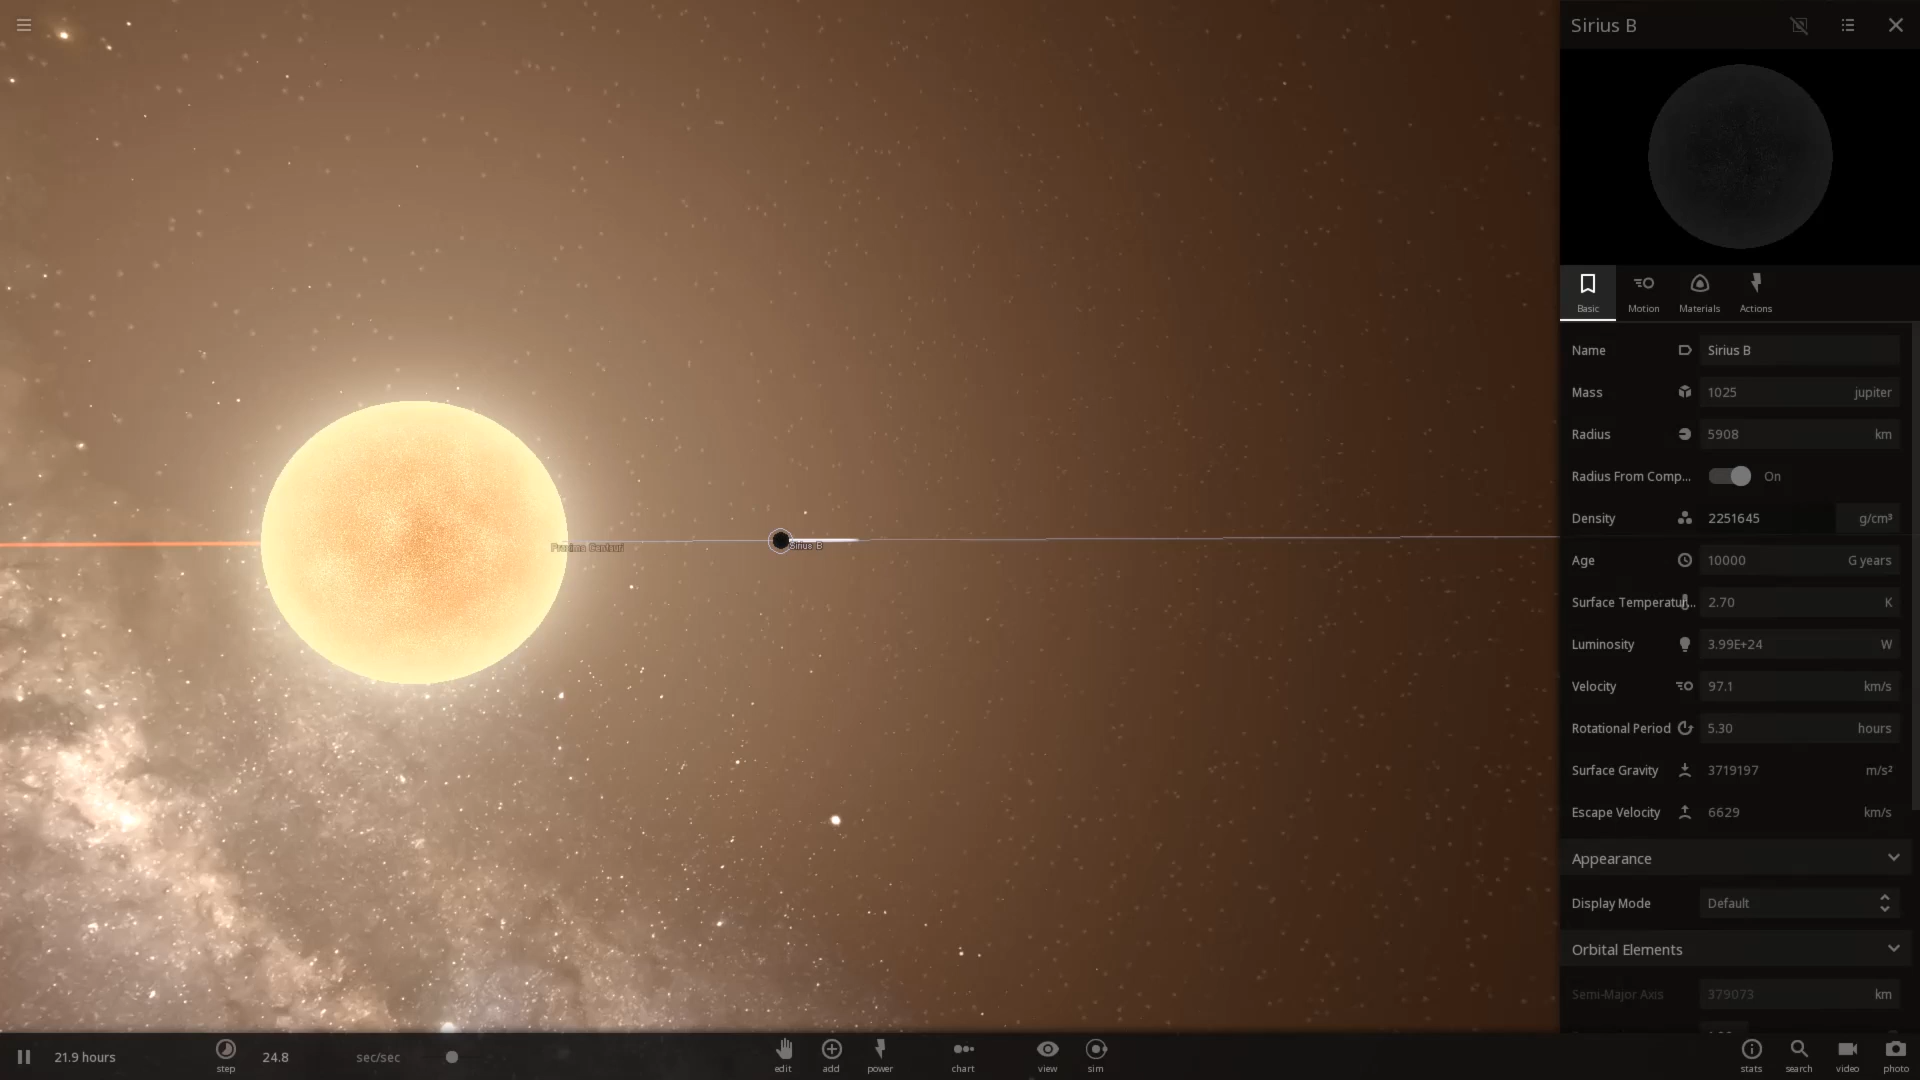 Sirius B
Basic
Motion
Materials
Actions
Name
Sirius B
Mass
1025
jupiter
Radius
5908
km
Radius From Comp...
On
Density
2251645
g/cm³
Age
10000
G years
Surface Temperatur...
2.70
K
Luminosity
3.99E+24
W
Velocity
97.1
km/s
Rotational Period
5.30
hours
Surface Gravity
3719197
m/s²
Escape Velocity
6629
km/s
Appearance
Display Mode
Default
Orbital Elements
Semi-Major Axis
379073
km
Proxima Centauri
Sirius B
21.9 hours
step
24.8
sec/sec
edit
add
power
chart
view
sim
stats
search
video
photo